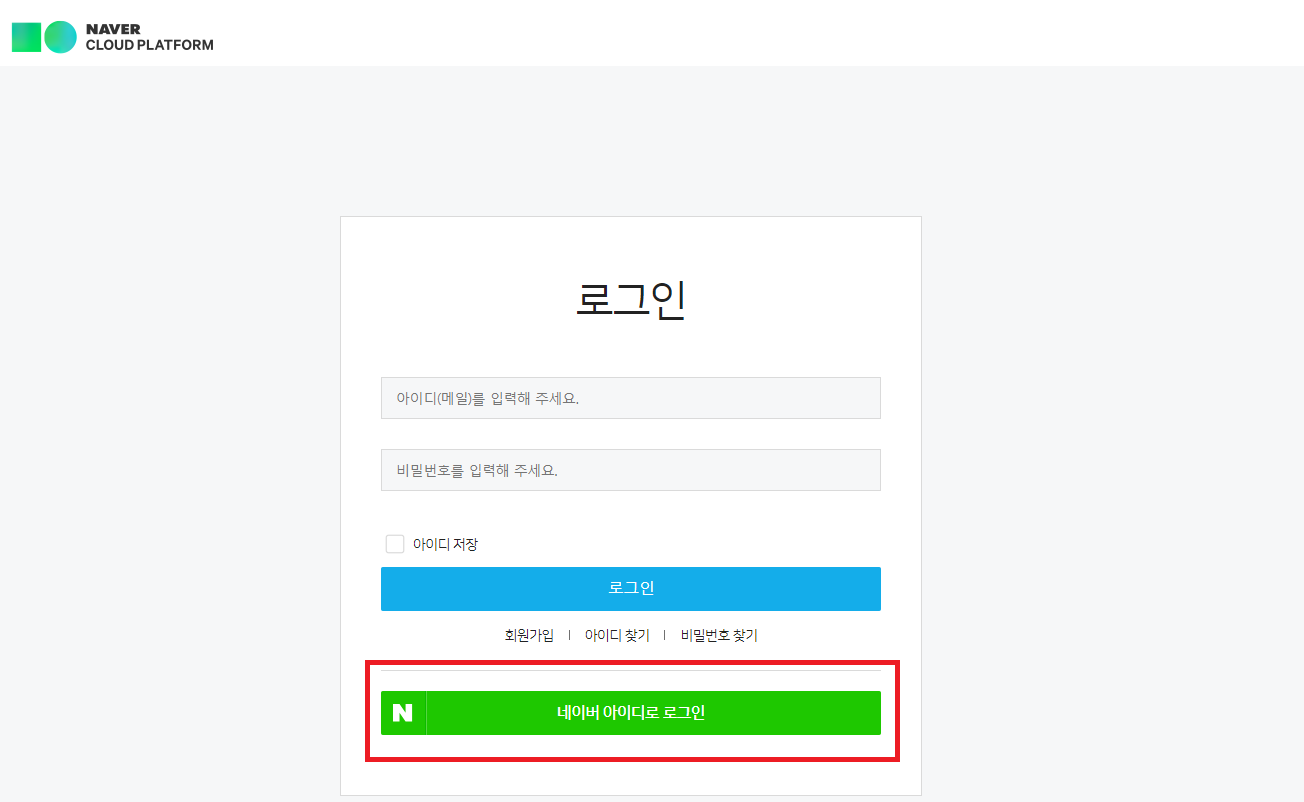 NAVER
CLOUD PLATFORM
로그인
아이디(메일)를 입력해 주세요.
비밀번호를 입력해 주세요.
아이디 저장
로그인
회원가입 | 아이디 찾기 | 비밀번호 찾기
N 네이버 아이디로 로그인